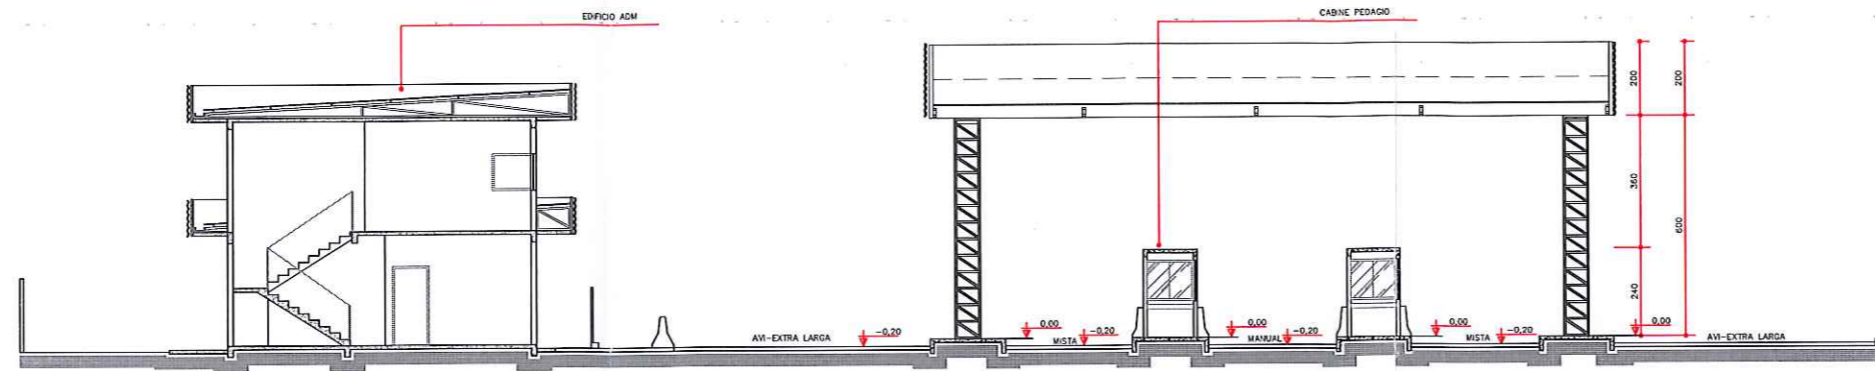 EDIFICIO ADM
CABINE PEDAGIO
200
200
360
600
240
AVI-EXTRA LARGA
-0,20
0,00
MISTA
-0,20
0,00
MANUAL
-0,20
0,00
MISTA
-0,20
0,00
AVI-EXTRA LARGA